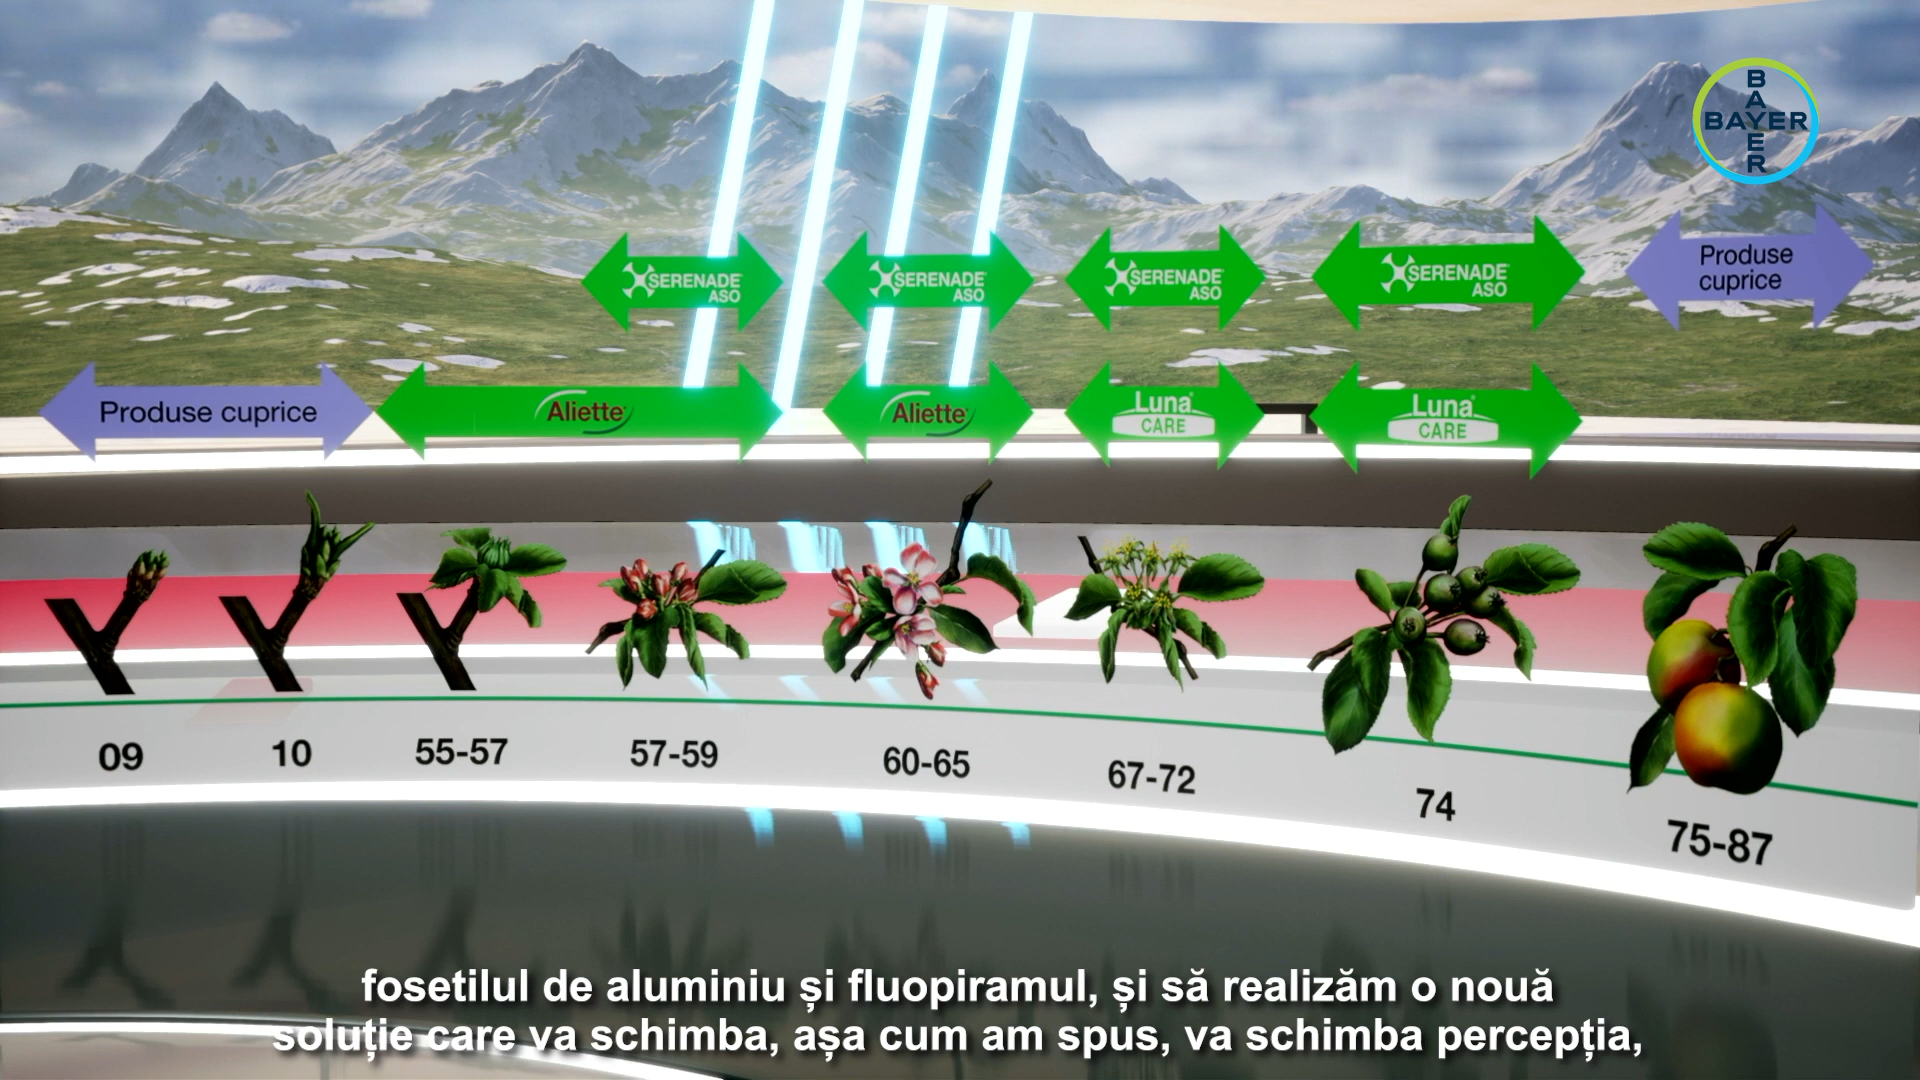 BAYER
BAYER
SERENADE
ASO
SERENADE
ASO
SERENADE
ASO
SERENADE
ASO
Produse
cuprice
Produse cuprice
Aliette
Aliette
Luna
CARE
Luna
CARE
09
10
55-57
57-59
60-65
67-72
74
75-87
fosetilul de aluminiu și fluopiramul, și să realizăm o nouă
soluție care va schimba, așa cum am spus, va schimba percepția,